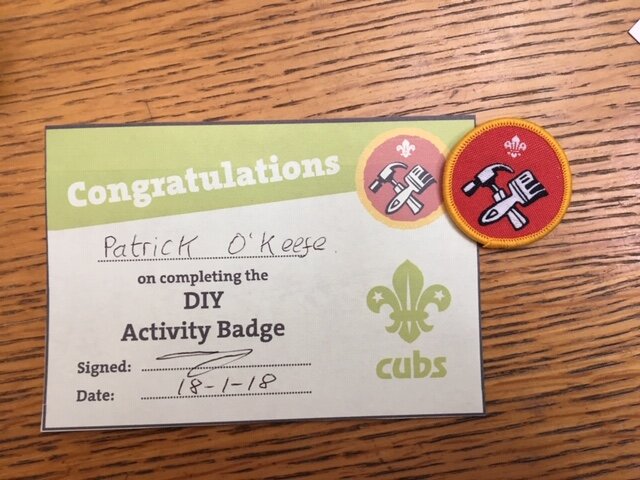 Congratulations
Patrick O'Keefe.
on completing the
DIY
Activity Badge
Signed:
Date: 18-1-18
cubs